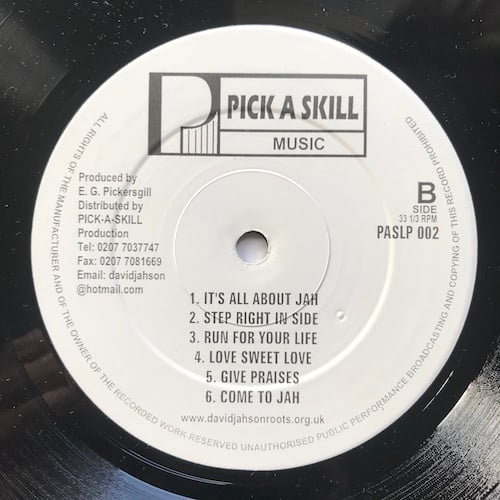 PICK A SKILL
MUSIC
Produced by
E. G. Pickersgill
Distributed by
PICK-A-SKILL
Production
Tel: 0207 7037747
Fax: 0207 7081669
Email: davidjahson
@hotmail.com
B
SIDE
33 1/3 RPM
PASLP 002
1. IT'S ALL ABOUT JAH
2. STEP RIGHT IN SIDE
3. RUN FOR YOUR LIFE
4. LOVE SWEET LOVE
5. GIVE PRAISES
6. COME TO JAH
www.davidjahsonroots.org.uk
ALL RIGHTS OF THE MANUFACTURER AND OF THE OWNER OF THE RECORDED WORK RESERVED UNAUTHORISED PUBLIC PERFORMANCE BROADCASTING AND COPYING OF THIS RECORD PROHIBITED